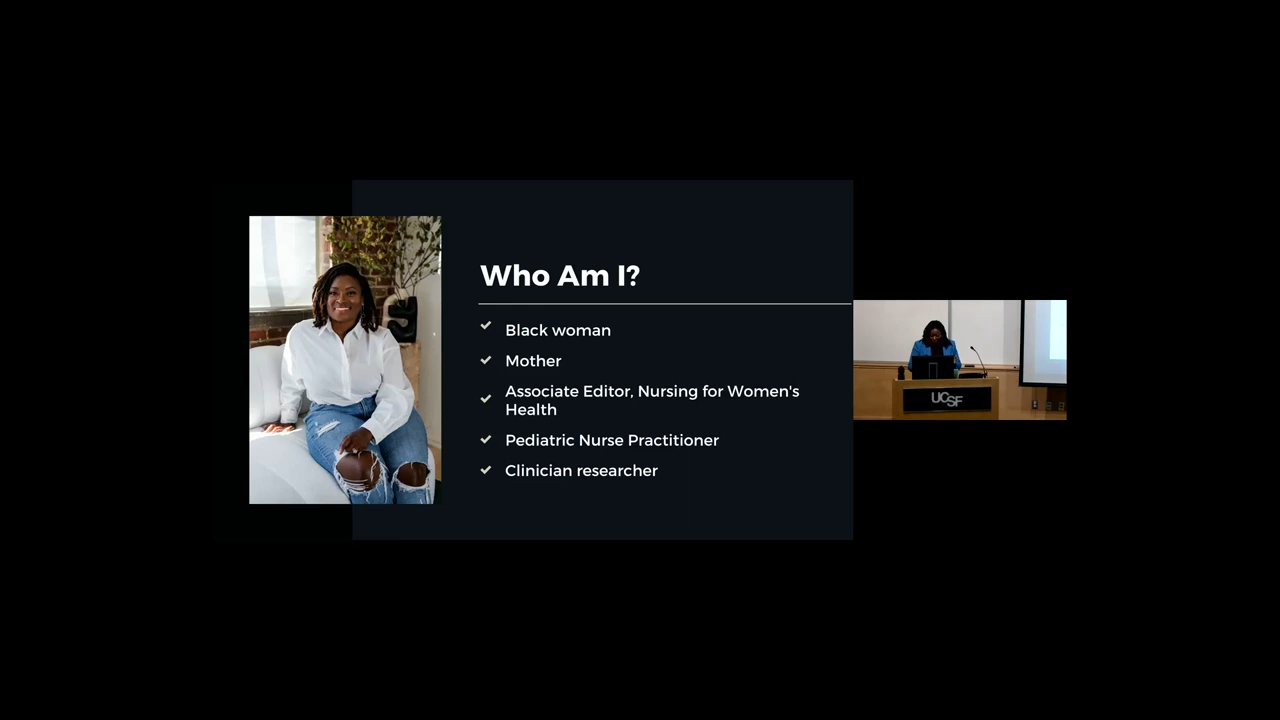 Who Am I?
Black woman
Mother
Associate Editor, Nursing for Women's
Health
Pediatric Nurse Practitioner
Clinician researcher
UCSF